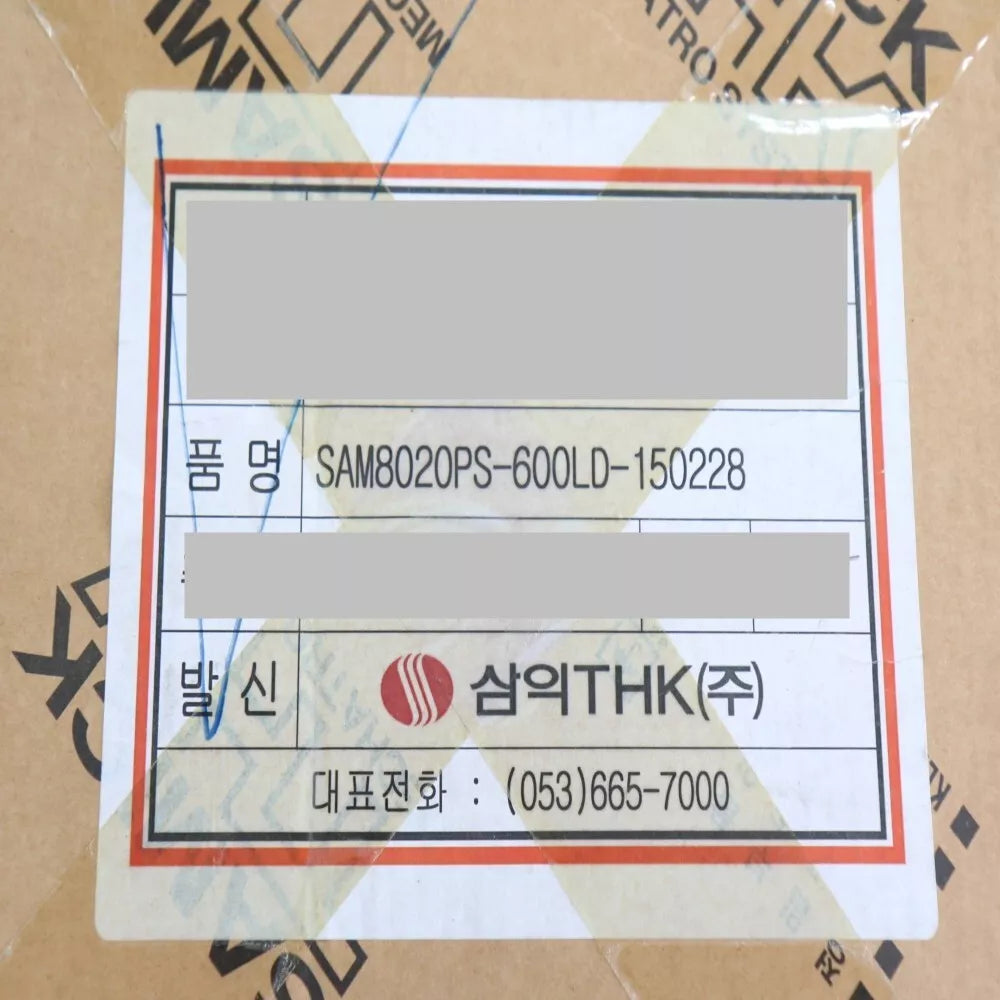 ATRO S
품명 SAM8020PS-600LD-150228
발신 삼익THK(주)
대표전화 : (053)665-7000